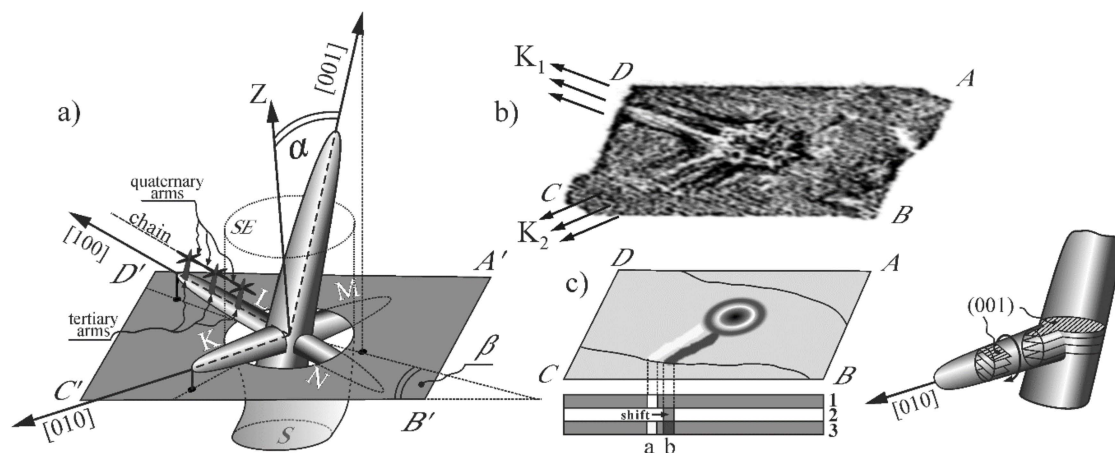 a)
[001]
Z
α
quaternary
arms
chain
SE
[100]
D'
A'
L
M
tertiary
arms
K
N
β
C'
B'
[010]
S
b)
K1
D
A
C
B
K2
c)
D
A
C
B
1
shift
2
3
a
b
(001)
[010]